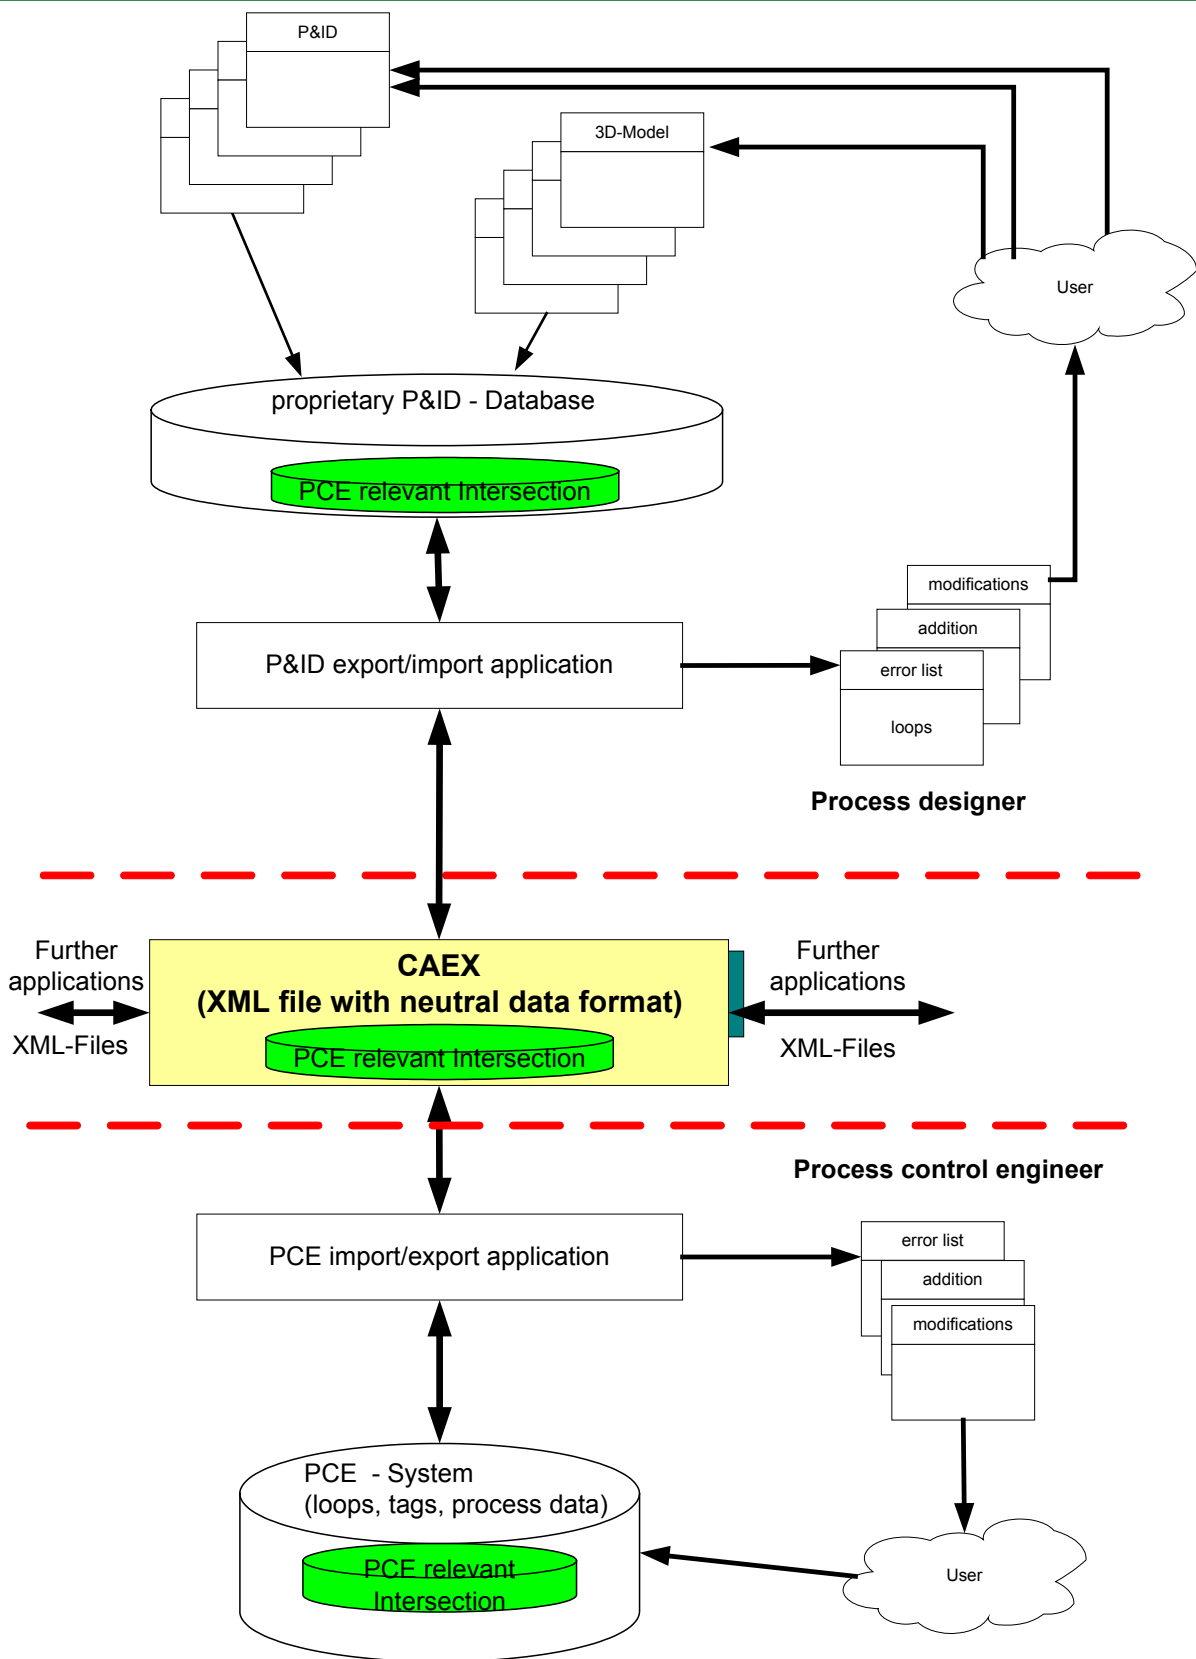 P&ID
3D-Model
User
proprietary P&ID - Database
PCE relevant Intersection
modifications
addition
error list
loops
P&ID export/import application
Process designer
Further
applications
XML-Files
CAEX
(XML file with neutral data format)
PCE relevant Intersection
Further
applications
XML-Files
Process control engineer
PCE import/export application
error list
addition
modifications
PCE - System
(loops, tags, process data)
PCE relevant
Intersection
User